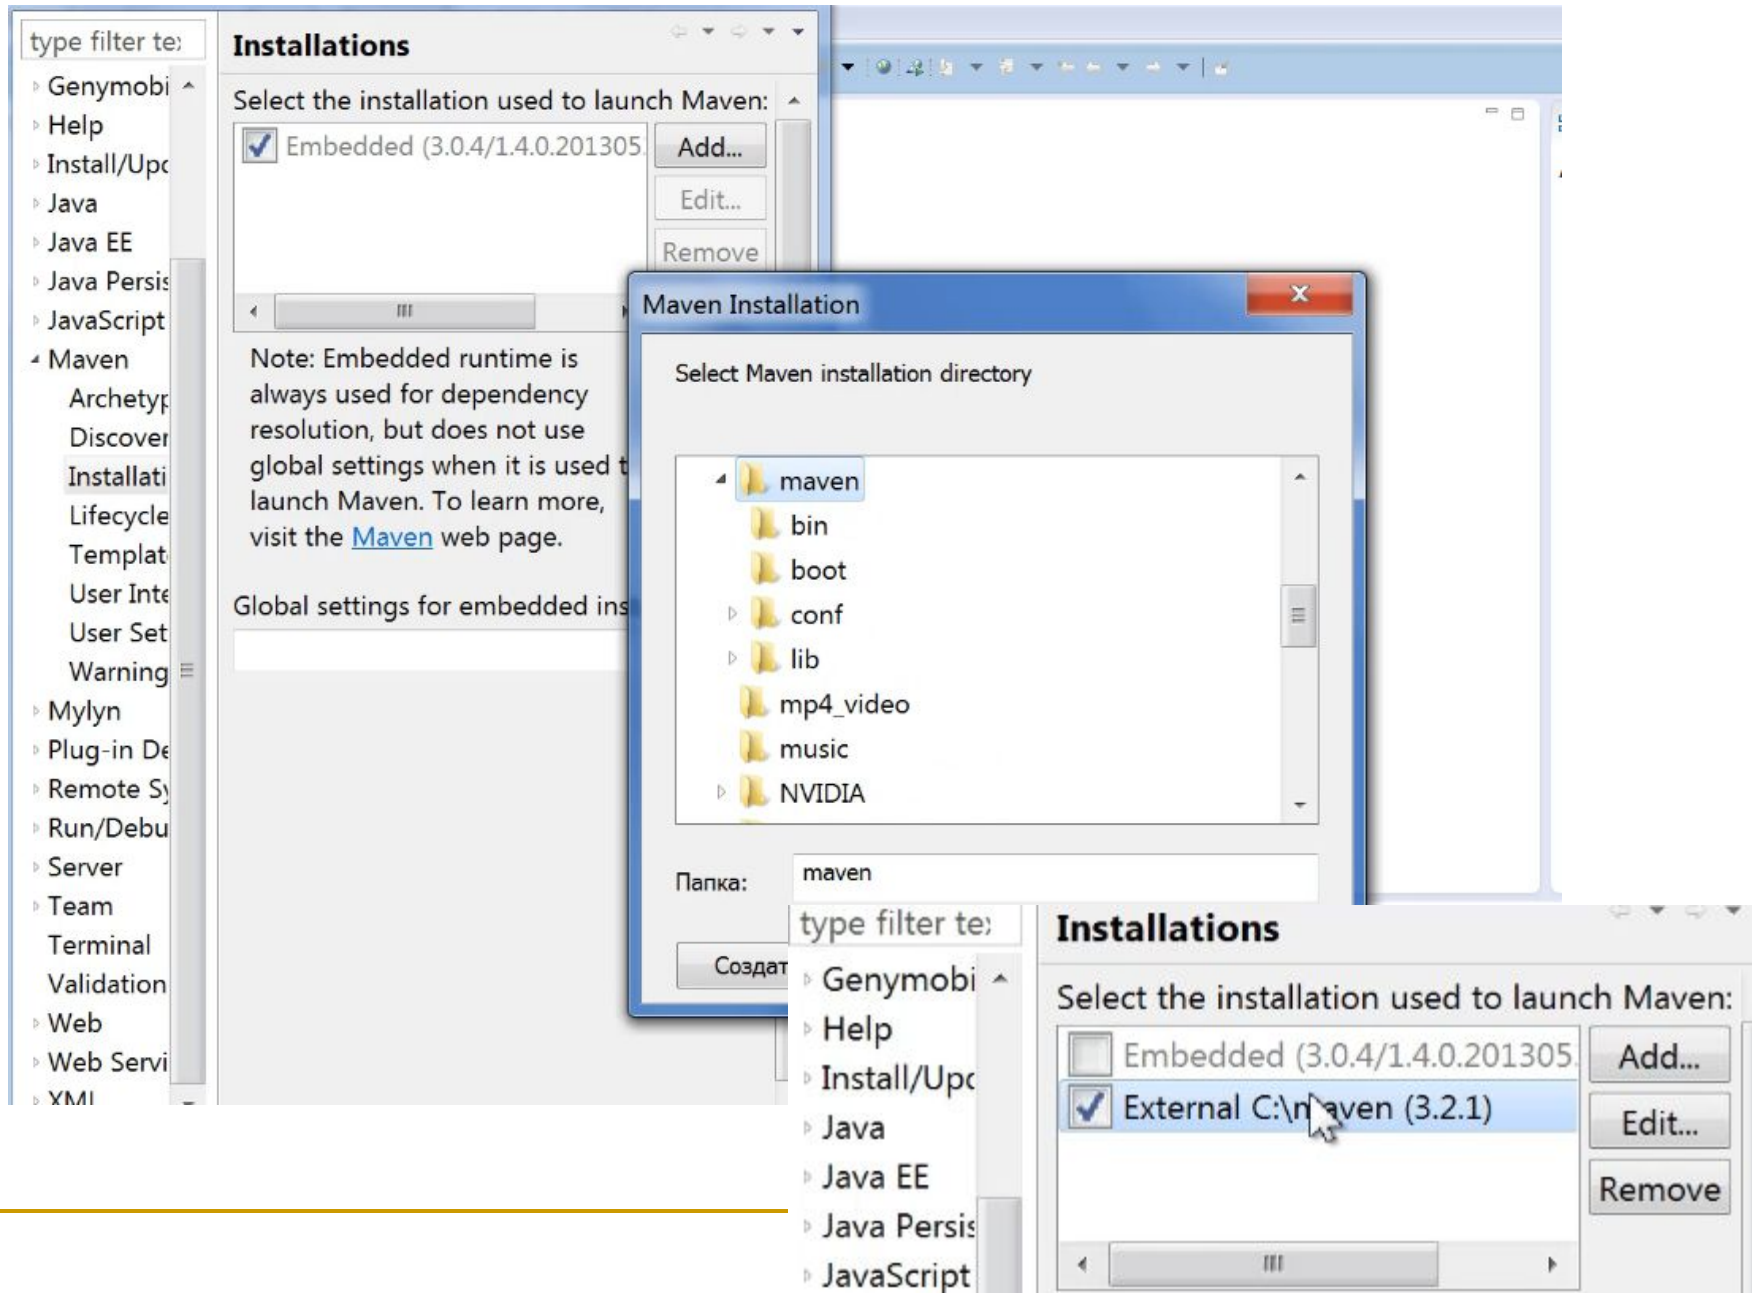 type filter te
Genymobi
Help
Install/Upd
Java
Java EE
Java Persis
JavaScript
Maven
Archetyp
Discover
Installati
Lifecycle
Templat
User Inte
User Set
Warning
Mylyn
Plug-in De
Remote Sy
Run/Debu
Server
Team
Terminal
Validation
Web
Web Servi
XML
Installations
Select the installation used to launch Maven:
Embedded (3.0.4/1.4.0.201305
Add...
Edit...
Remove
Note: Embedded runtime is
always used for dependency
resolution, but does not use
global settings when it is used t
launch Maven. To learn more,
visit the Maven web page.
Global settings for embedded ins
Maven Installation
Select Maven installation directory
maven
bin
boot
conf
lib
mp4_video
music
NVIDIA
Папка:
maven
Создат
type filter te
Genymobi
Help
Install/Upd
Java
Java EE
Java Persis
JavaScript
Installations
Select the installation used to launch Maven:
Embedded (3.0.4/1.4.0.201305
External C:\maven (3.2.1)
Add...
Edit...
Remove